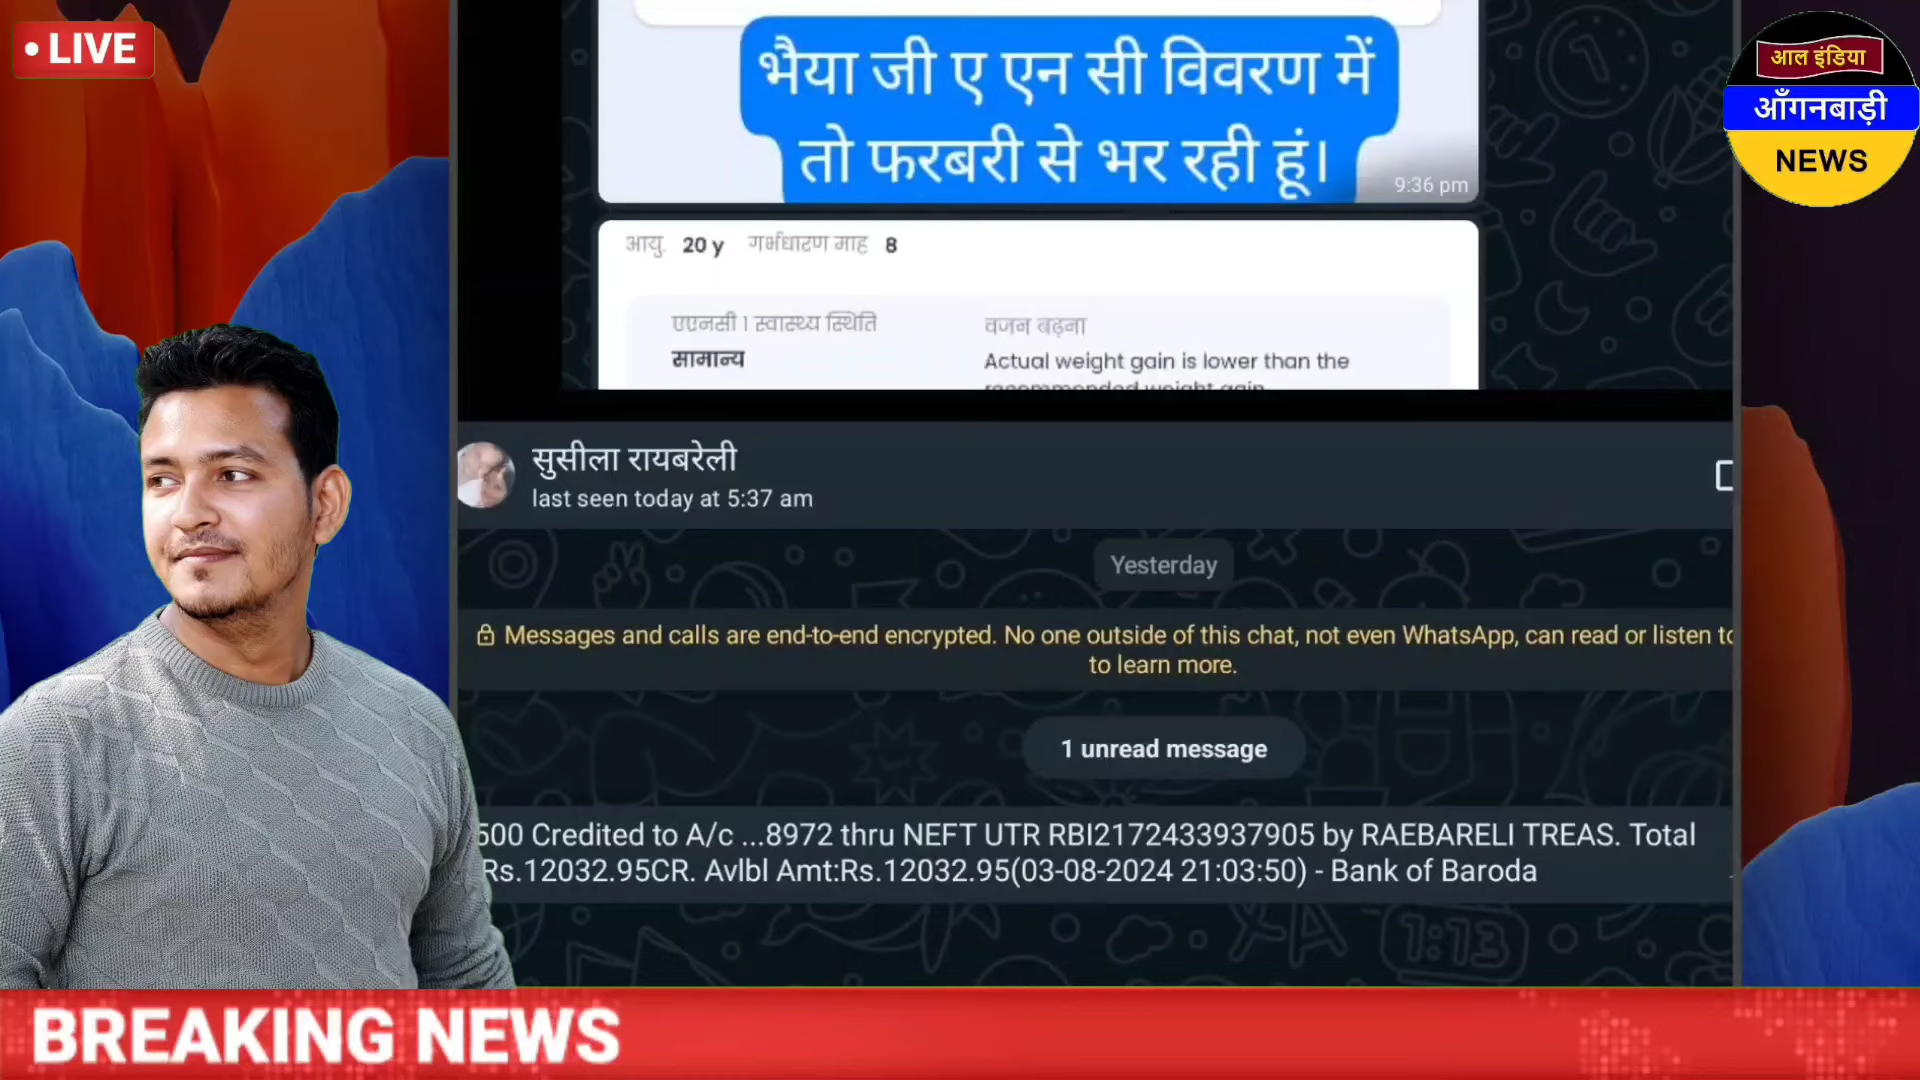 • LIVE
भैया जी ए एन सी विवरण में
तो फरबरी से भर रही हूं।
9:36 pm
आल इंडिया
आँगनबाड़ी
NEWS
आयु. 20 y गर्भधारण माह 8
एएनसी 1 स्वास्थ्य स्थिति
सामान्य
वजन बढ़ना
Actual weight gain is lower than the
recommended weight gain
सुसीला रायबरेली
last seen today at 5:37 am
Yesterday
Messages and calls are end-to-end encrypted. No one outside of this chat, not even WhatsApp, can read or listen to
to learn more.
1 unread message
500 Credited to A/c ...8972 thru NEFT UTR RBI2172433937905 by RAEBARELI TREAS. Total
Rs.12032.95CR. Avlbl Amt:Rs.12032.95(03-08-2024 21:03:50) - Bank of Baroda
BREAKING NEWS